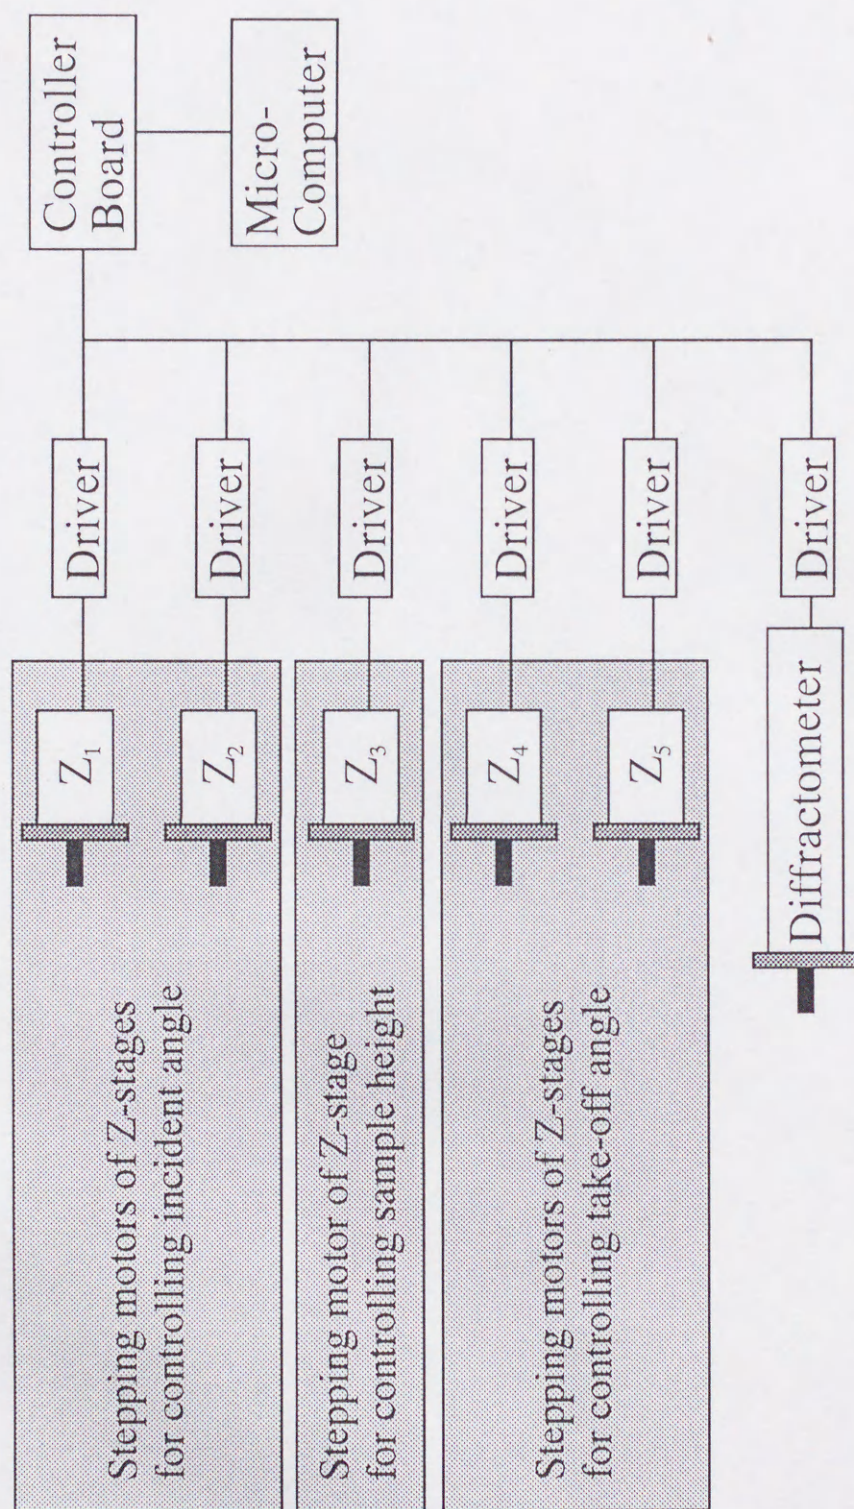 Controller
Board
Micro-
Computer
Driver
Driver
Driver
Driver
Driver
Driver
Z₁
Z₂
Z₃
Z₄
Z₅
Diffractometer
Stepping motors of Z-stages
for controlling incident angle
Stepping motor of Z-stage
for controlling sample height
Stepping motors of Z-stages
for controlling take-off angle